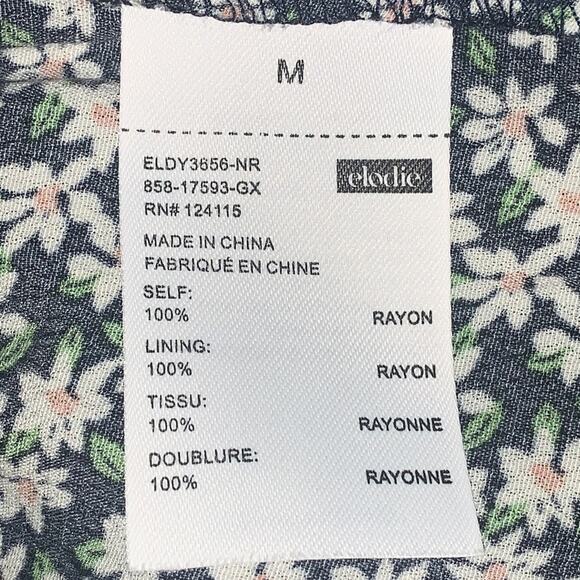 M
ELDY3656-NR
elodie
858-17593-GX
RN# 124115
MADE IN CHINA
FABRIQUÉ EN CHINE
SELF:
100% RAYON
LINING:
100% RAYON
TISSU:
100% RAYONNE
DOUBLURE:
100% RAYONNE